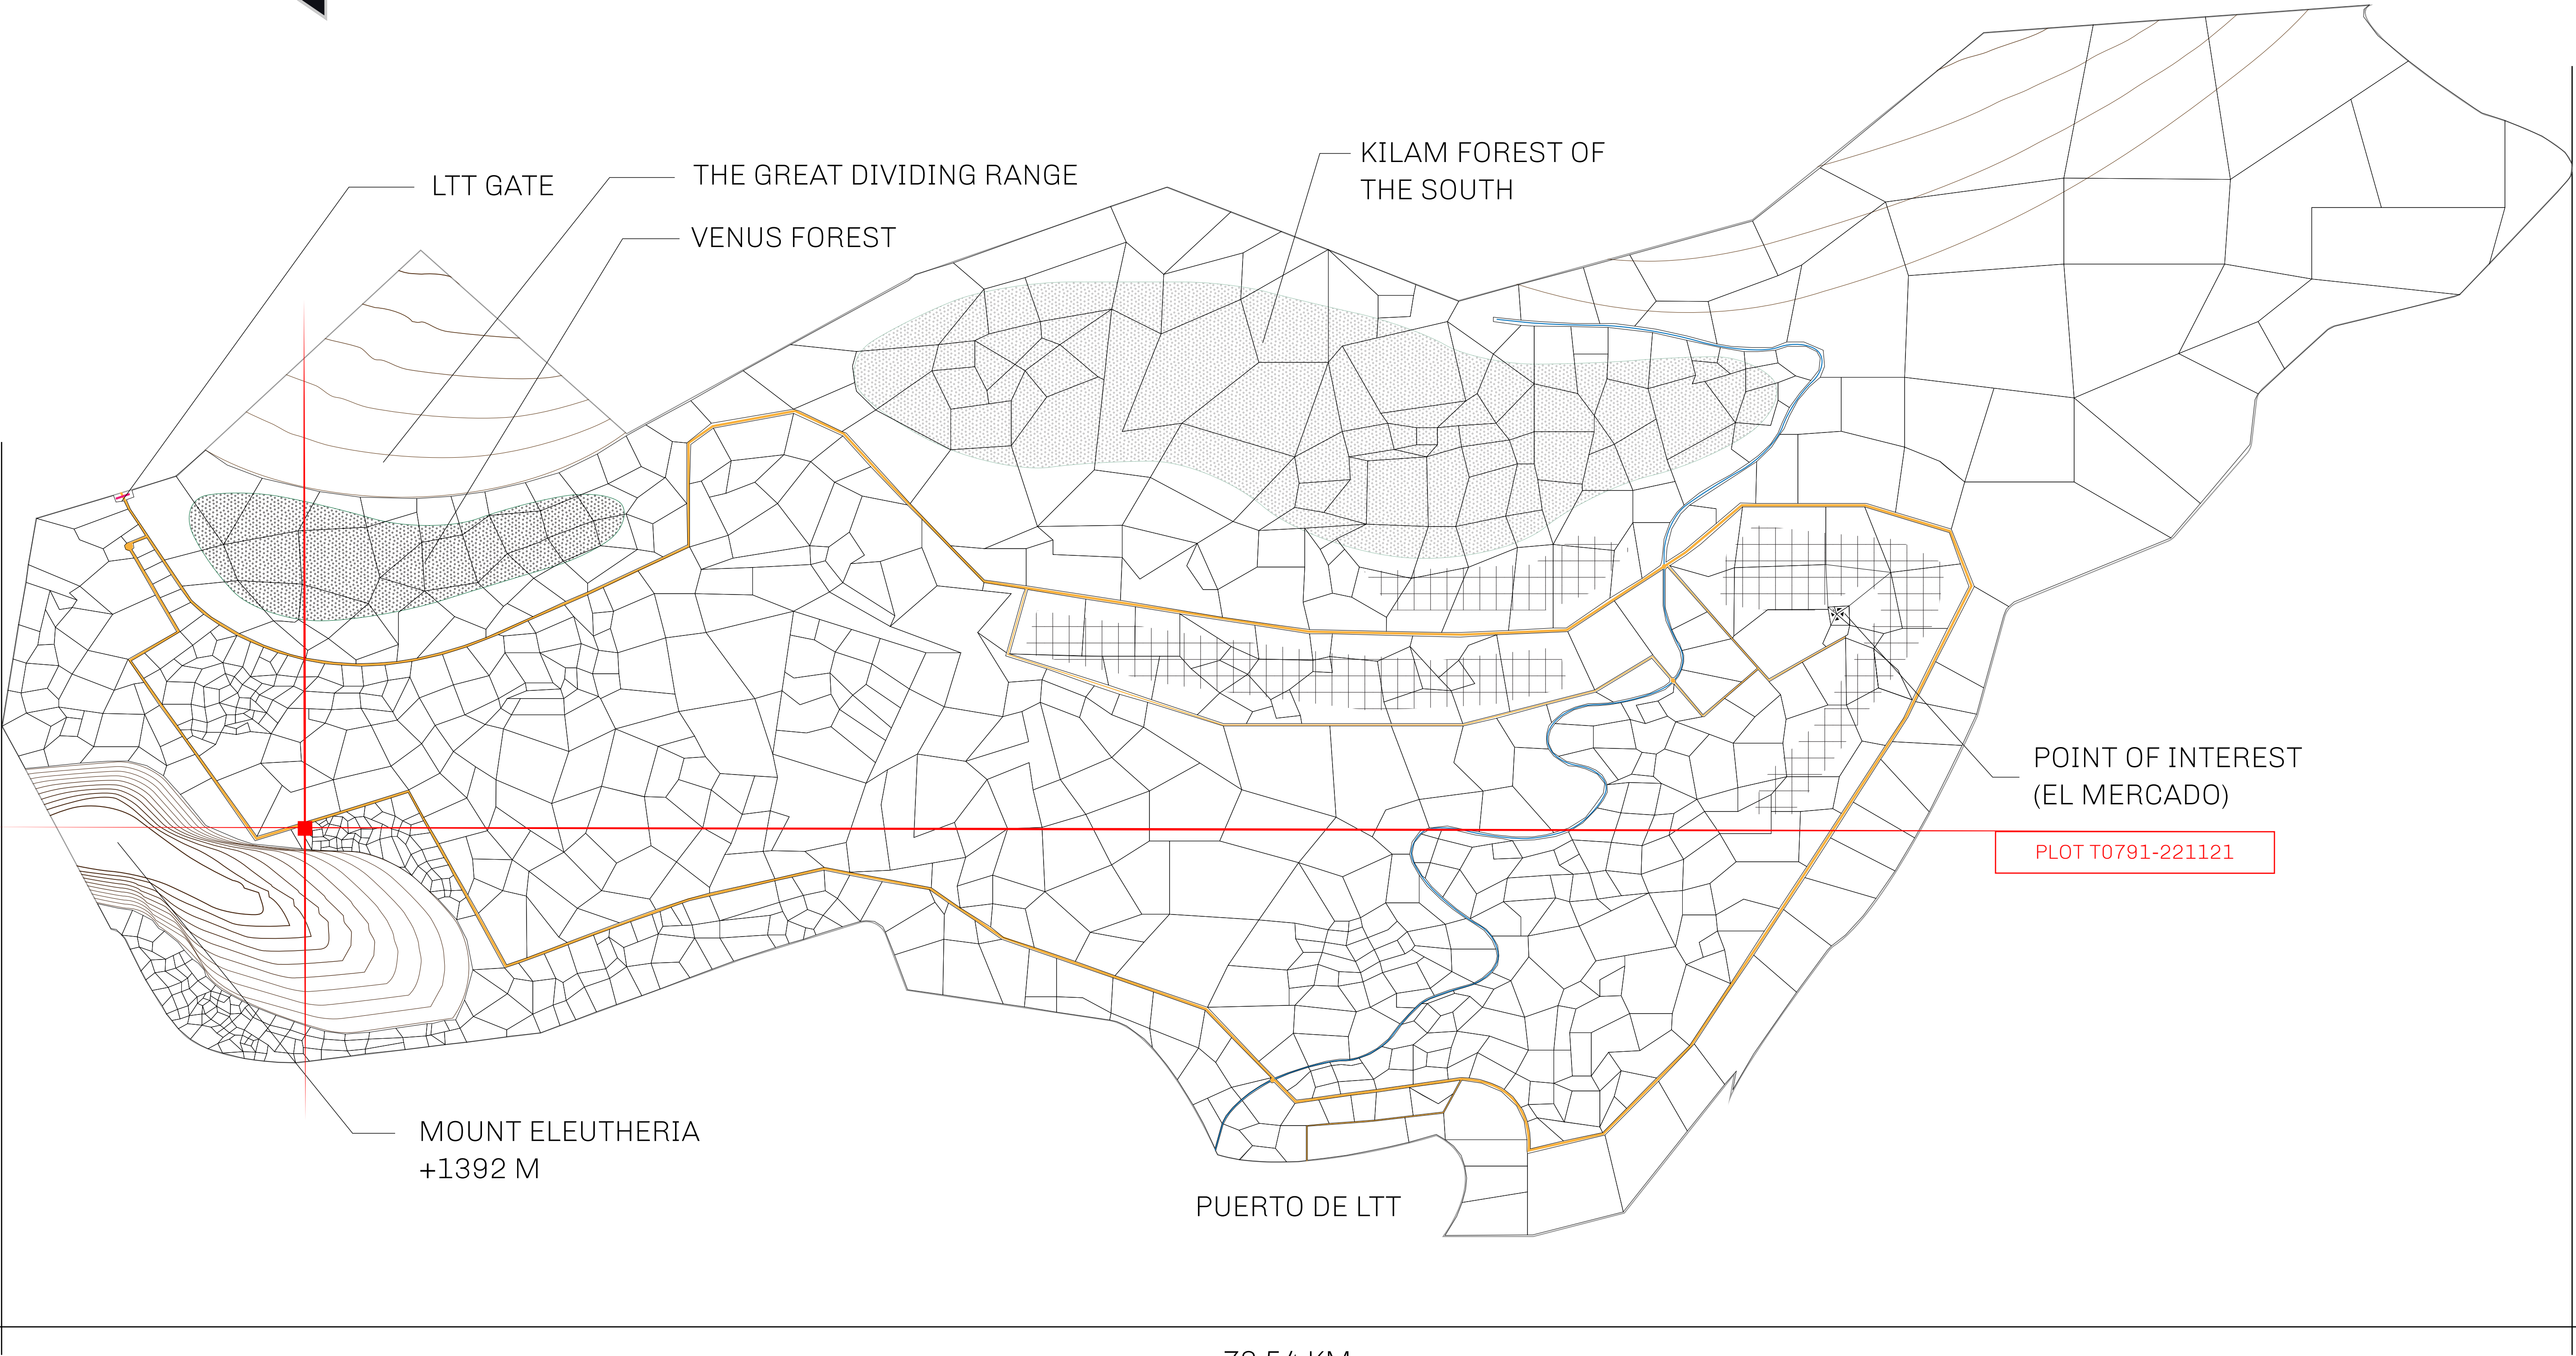 KILAM FOREST OF
THE SOUTH
THE GREAT DIVIDING RANGE
LTT GATE
VENUS FOREST
POINT OF INTEREST
(EL MERCADO)
PLOT T0791-221121
MOUNT ELEUTHERIA
+1392 M
PUERTO DE LTT
KM